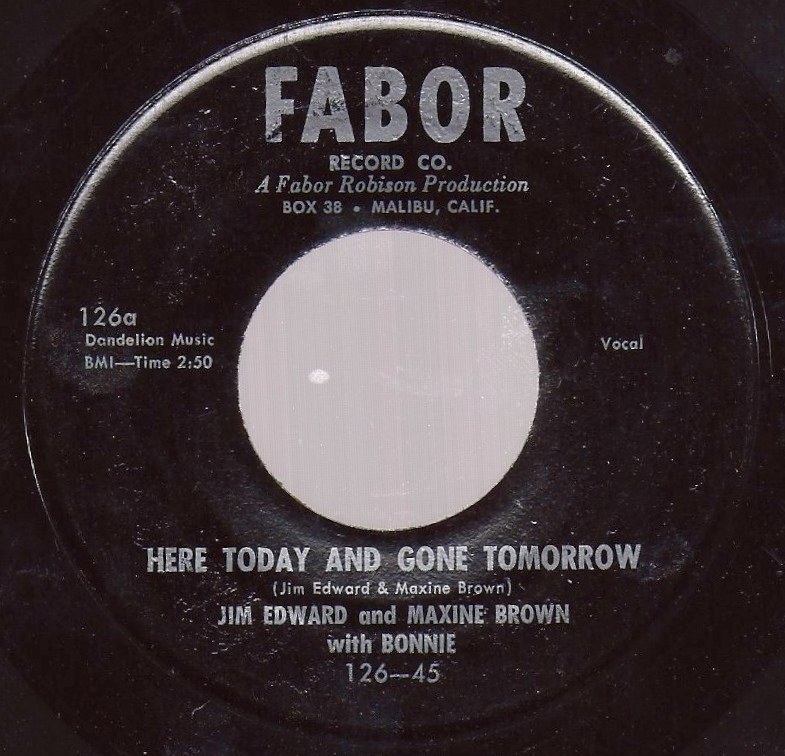 FABOR
RECORD CO.
A Fabor Robison Production
BOX 38 • MALIBU, CALIF.
126a
Dandelion Music
BMI—Time 2:50
Vocal
HERE TODAY AND GONE TOMORROW
(Jim Edward & Maxine Brown)
JIM EDWARD and MAXINE BROWN
with BONNIE
126—45